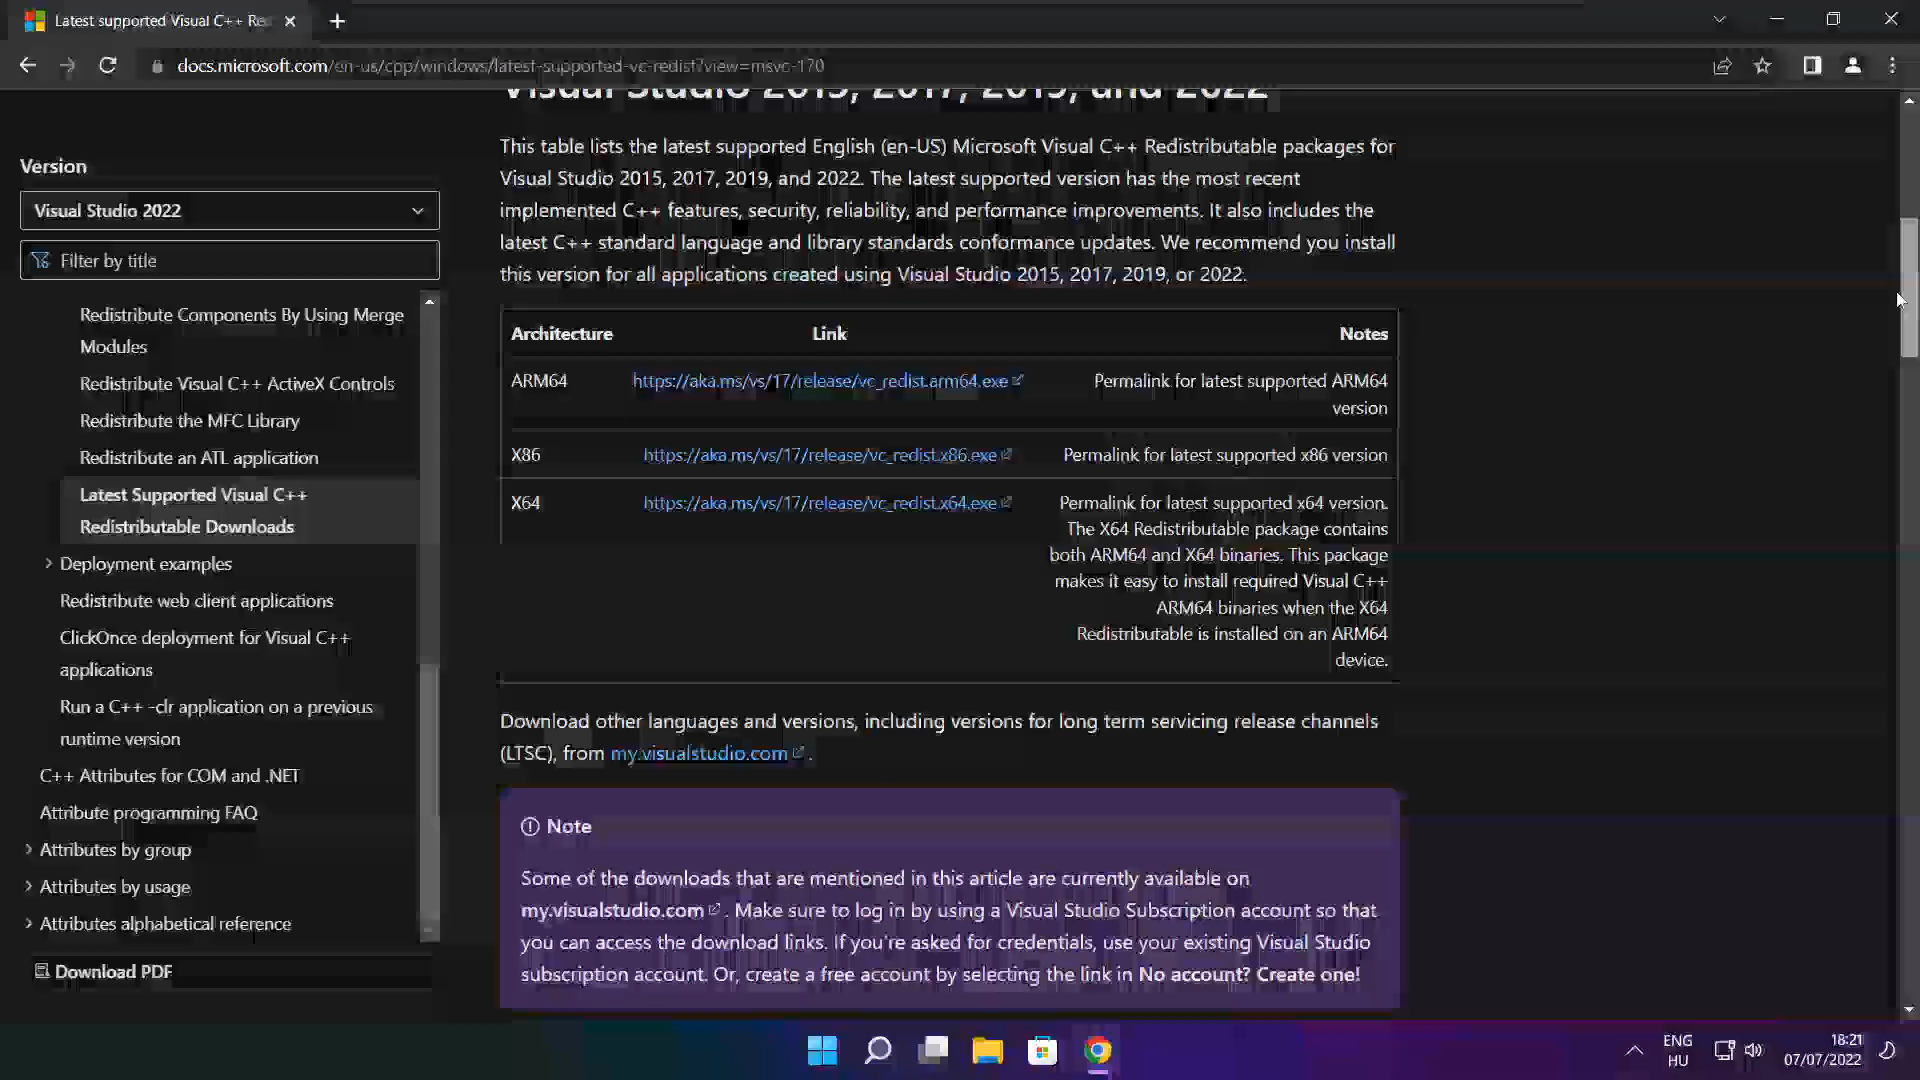 Latest supported Visual C++ Rec
docs.microsoft.com/en-us/cpp/windows/latest-supported-vc-redist?view=msvc-170
Visual Studio 2015, 2017, 2019, and 2022
Version
Visual Studio 2022
Filter by title
Redistribute Components By Using Merge
Modules
Redistribute Visual C++ ActiveX Controls
Redistribute the MFC Library
Redistribute an ATL application
Latest Supported Visual C++
Redistributable Downloads
Deployment examples
Redistribute web client applications
ClickOnce deployment for Visual C++
applications
Run a C++ -clr application on a previous
runtime version
C++ Attributes for COM and .NET
Attribute programming FAQ
Attributes by group
Attributes by usage
Attributes alphabetical reference
Download PDF
This table lists the latest supported English (en-US) Microsoft Visual C++ Redistributable packages for
Visual Studio 2015, 2017, 2019, and 2022. The latest supported version has the most recent
implemented C++ features, security, reliability, and performance improvements. It also includes the
latest C++ standard language and library standards conformance updates. We recommend you install
this version for all applications created using Visual Studio 2015, 2017, 2019, or 2022.
Architecture Link Notes
ARM64 https://aka.ms/vs/17/release/vc_redist.arm64.exe Permalink for latest supported ARM64
version
X86 https://aka.ms/vs/17/release/vc_redist.x86.exe Permalink for latest supported x86 version
X64 https://aka.ms/vs/17/release/vc_redist.x64.exe Permalink for latest supported x64 version.
The X64 Redistributable package contains
both ARM64 and X64 binaries. This package
makes it easy to install required Visual C++
ARM64 binaries when the X64
Redistributable is installed on an ARM64
device.
Download other languages and versions, including versions for long term servicing release channels
(LTSC), from my.visualstudio.com .
Note
Some of the downloads that are mentioned in this article are currently available on
my.visualstudio.com . Make sure to log in by using a Visual Studio Subscription account so that
you can access the download links. If you're asked for credentials, use your existing Visual Studio
subscription account. Or, create a free account by selecting the link in No account? Create one!
ENG
HU
18:21
07/07/2022